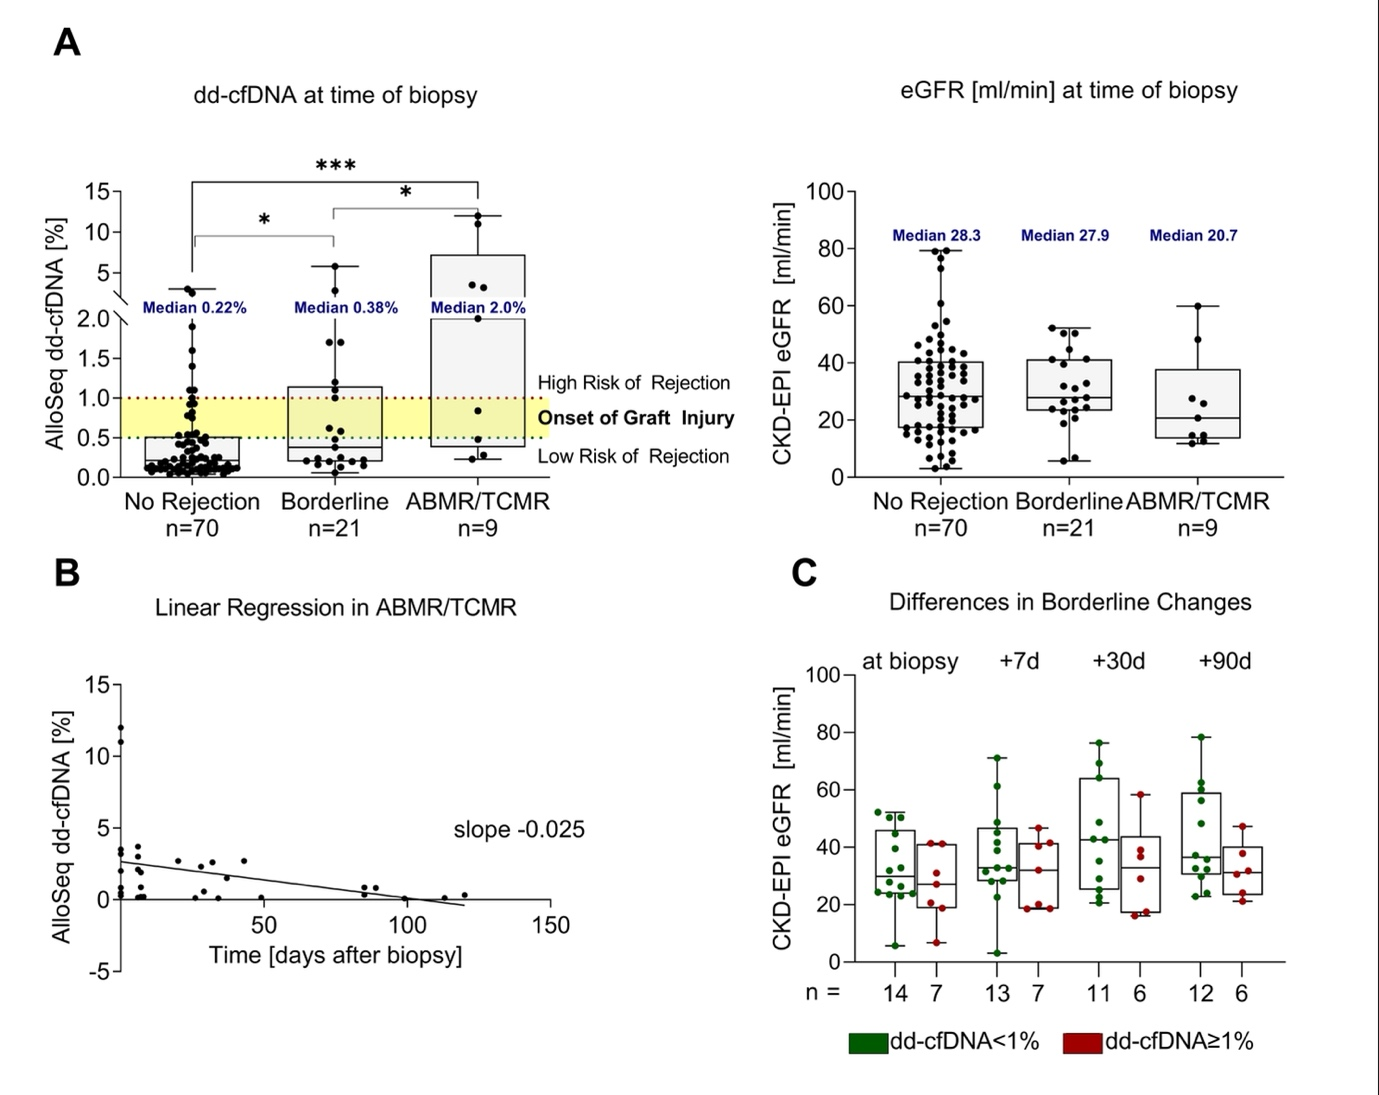 A
dd-cfDNA at time of biopsy
AlloSeq dd-cfDNA [%]
15
10
5
2.0
1.5
1.0
0.5
0.0
***
*
*
Median 0.22%
Median 0.38%
Median 2.0%
High Risk of Rejection
Onset of Graft Injury
Low Risk of Rejection
No Rejection
n=70
Borderline
n=21
ABMR/TCMR
n=9
eGFR [ml/min] at time of biopsy
CKD-EPI eGFR [ml/min]
100
80
60
40
20
0
Median 28.3
Median 27.9
Median 20.7
No Rejection
n=70
Borderline
n=21
ABMR/TCMR
n=9
B
Linear Regression in ABMR/TCMR
AlloSeq dd-cfDNA [%]
15
10
5
0
-5
slope -0.025
50
100
150
Time [days after biopsy]
C
Differences in Borderline Changes
at biopsy
+7d
+30d
+90d
CKD-EPI eGFR [ml/min]
100
80
60
40
20
0
n = 14 7 13 7 11 6 12 6
dd-cfDNA<1%
dd-cfDNA≥1%